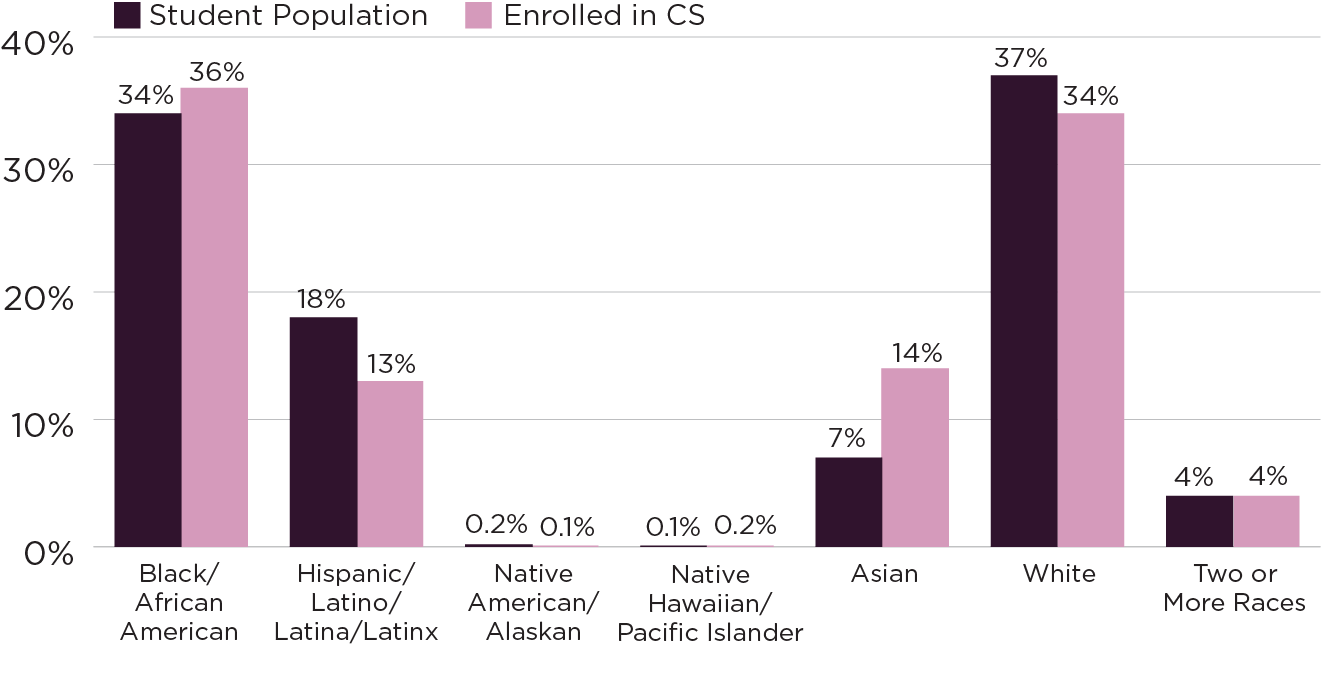 Student Population
Enrolled in CS
40%
30%
20%
10%
0%
34%
36%
18%
13%
0.2%
0.1%
0.1%
0.2%
7%
14%
37%
34%
4%
4%
Black/
African
American
Hispanic/
Latino/
Latina/Latinx
Native
American/
Alaskan
Native
Hawaiian/
Pacific Islander
Asian
White
Two or
More Races